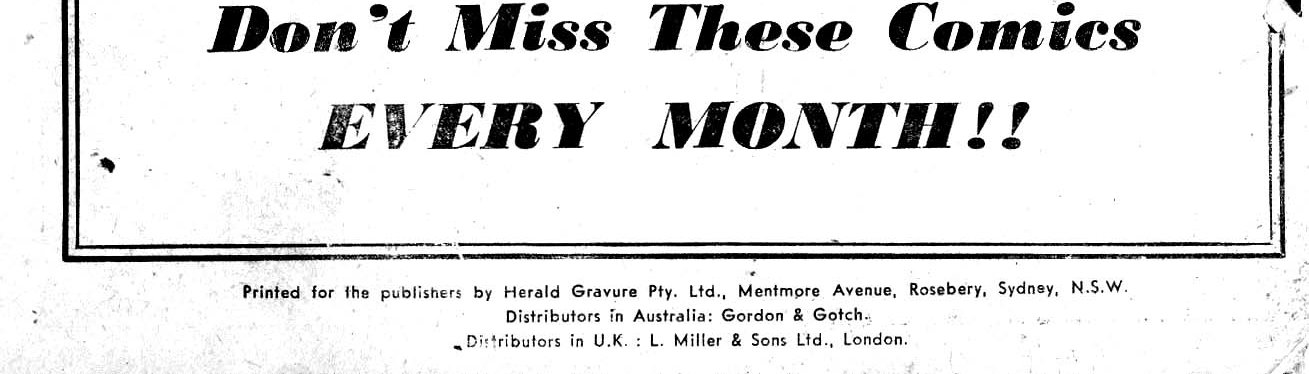 Don't Miss These Comics
EVERY MONTH!!
Printed for the publishers by Herald Gravure Pty. Ltd., Mentmore Avenue, Rosebery, Sydney, N.S.W.
Distributors in Australia: Gordon & Gotch.
Distributors in U.K. : L. Miller & Sons Ltd., London.